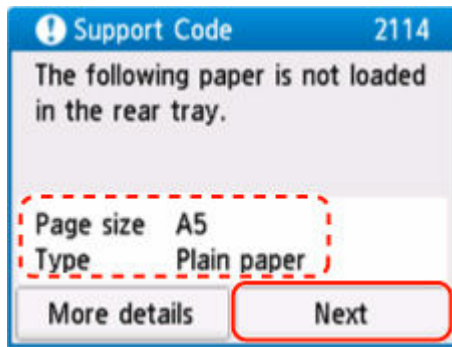 Support Code 2114
The following paper is not loaded
in the rear tray.
Page size A5
Type Plain paper
More details Next